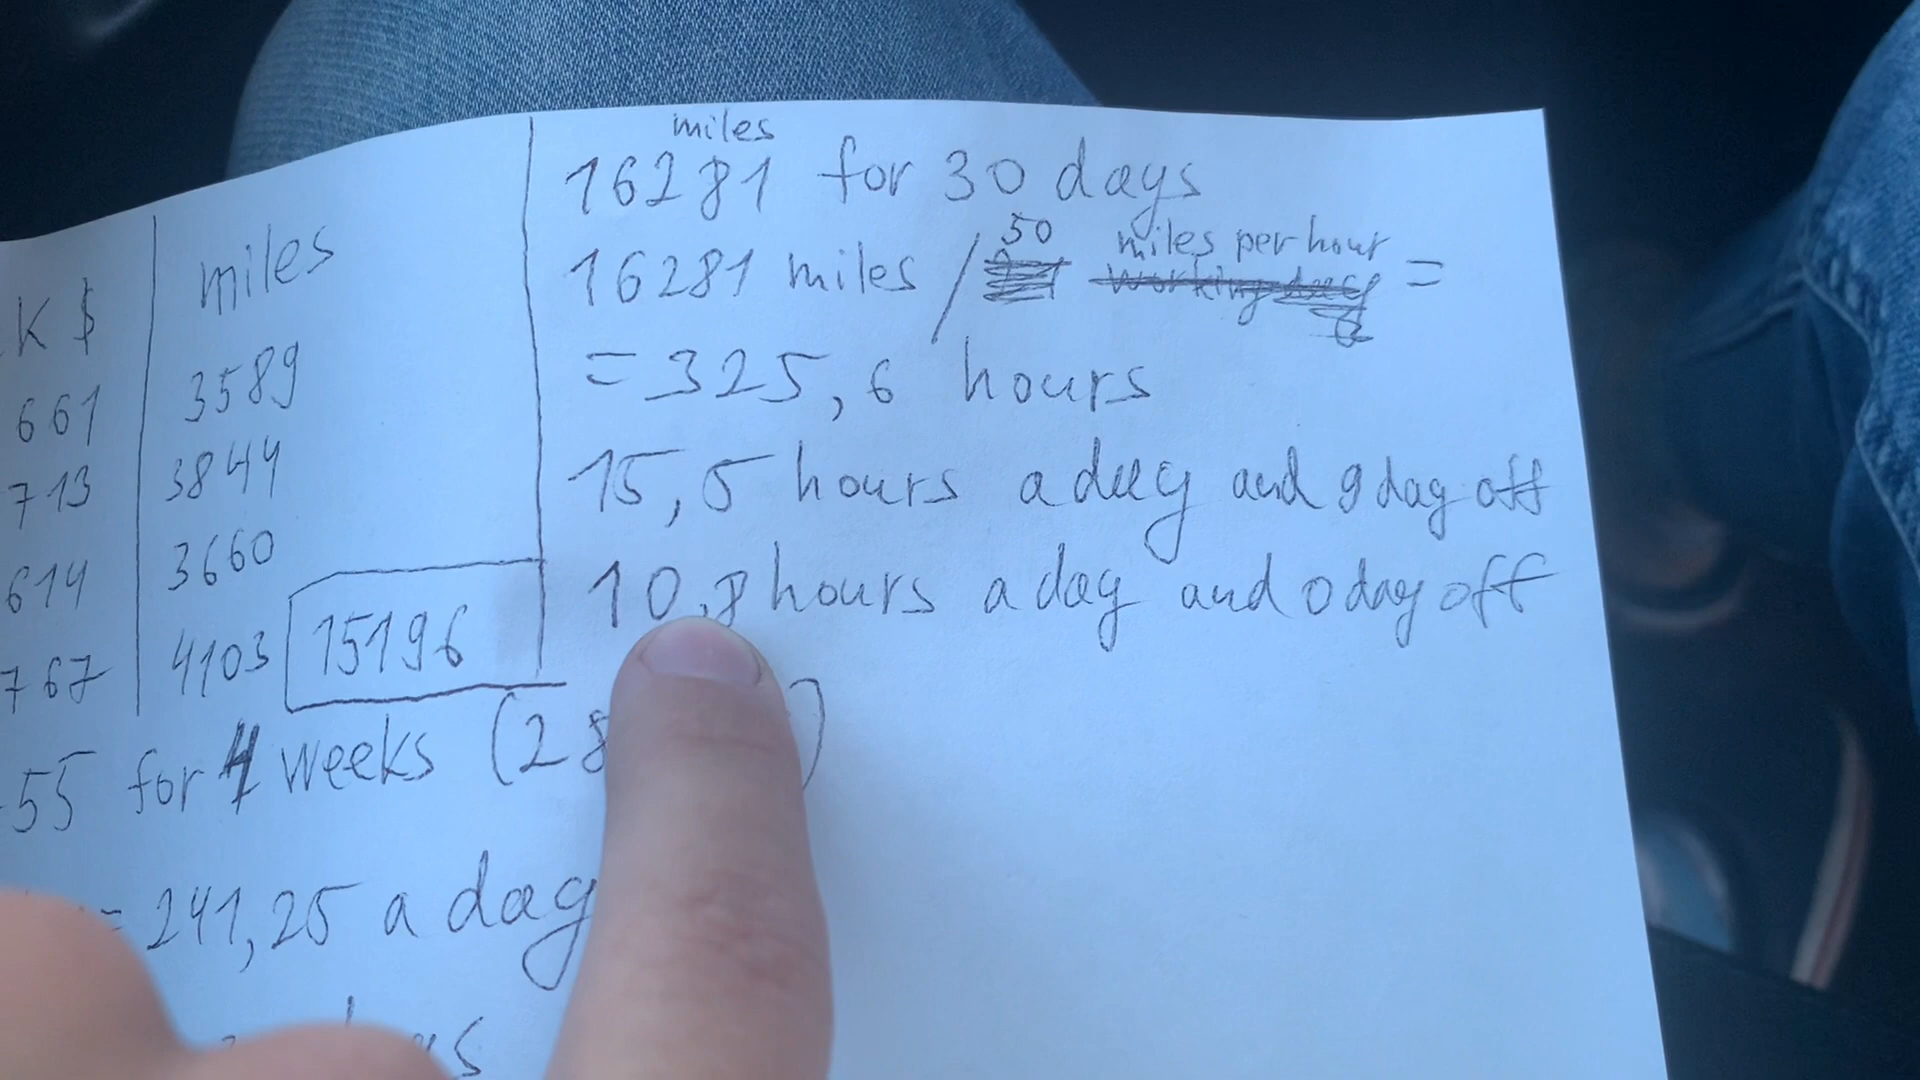 K $
miles
661
3589
713
3844
614
3660
767
4103
15196
55 for 4 weeks (28
= 241,25 a day
miles
16281 for 30 days
50 miles per hour
16281 miles / =
= 325,6 hours
15,5 hours a day and 9 day off
10,8 hours a day and 0 day off